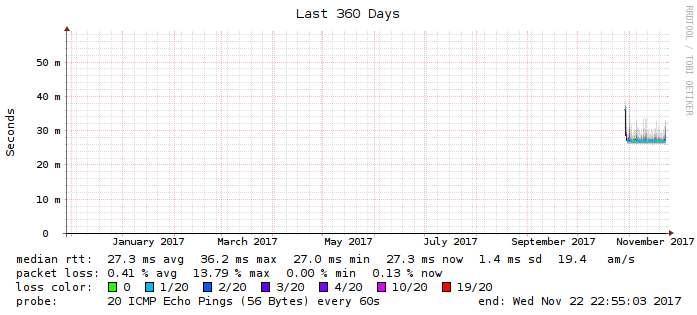 Last 360 Days
RRDTOOL / TOBI OETIKER
Seconds
50 m
40 m
30 m
20 m
10 m
0
January 2017 March 2017 May 2017 July 2017 September 2017 November 2017
median rtt: 27.3 ms avg 36.2 ms max 27.0 ms min 27.3 ms now 1.4 ms sd 19.4 am/s
packet loss: 0.41 % avg 13.79 % max 0.00 % min 0.13 % now
loss color: 0 1/20 2/20 3/20 4/20 10/20 19/20
probe: 20 ICMP Echo Pings (56 Bytes) every 60s end: Wed Nov 22 22:55:03 2017